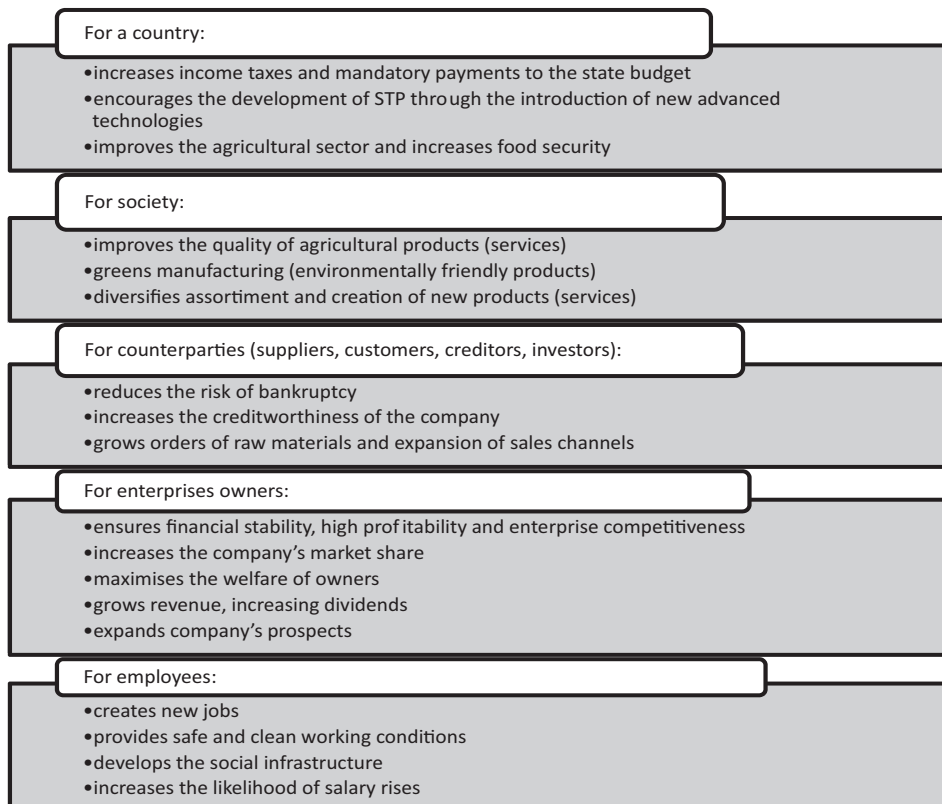 For a country:
•increases income taxes and mandatory payments to the state budget
•encourages the development of STP through the introduction of new advanced
technologies
•improves the agricultural sector and increases food security
For society:
•improves the quality of agricultural products (services)
•greens manufacturing (environmentally friendly products)
•diversifies assortment and creation of new products (services)
For counterparties (suppliers, customers, creditors, investors):
•reduces the risk of bankruptcy
•increases the creditworthiness of the company
•grows orders of raw materials and expansion of sales channels
For enterprises owners:
•ensures financial stability, high profitability and enterprise competitiveness
•increases the company's market share
•maximises the welfare of owners
•grows revenue, increasing dividends
•expands company's prospects
For employees:
•creates new jobs
•provides safe and clean working conditions
•develops the social infrastructure
•increases the likelihood of salary rises